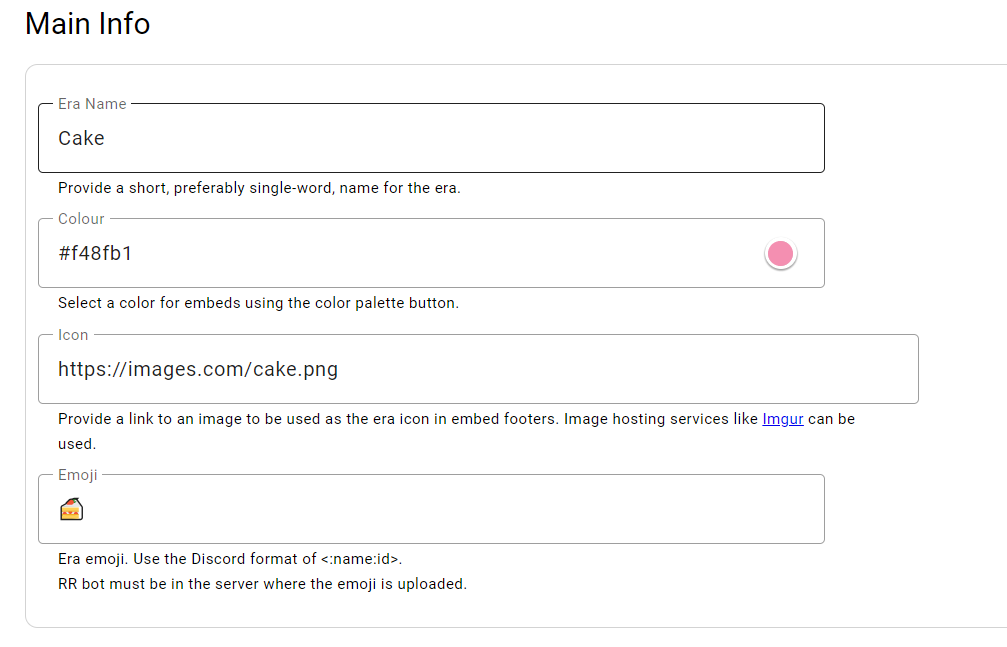 Main Info
Era Name
Cake
Provide a short, preferably single-word, name for the era.
Colour
#f48fb1
Select a color for embeds using the color palette button.
Icon
https://images.com/cake.png
Provide a link to an image to be used as the era icon in embed footers. Image hosting services like Imgur can be
used.
Emoji
🍰
Era emoji. Use the Discord format of <:name:id>.
RR bot must be in the server where the emoji is uploaded.